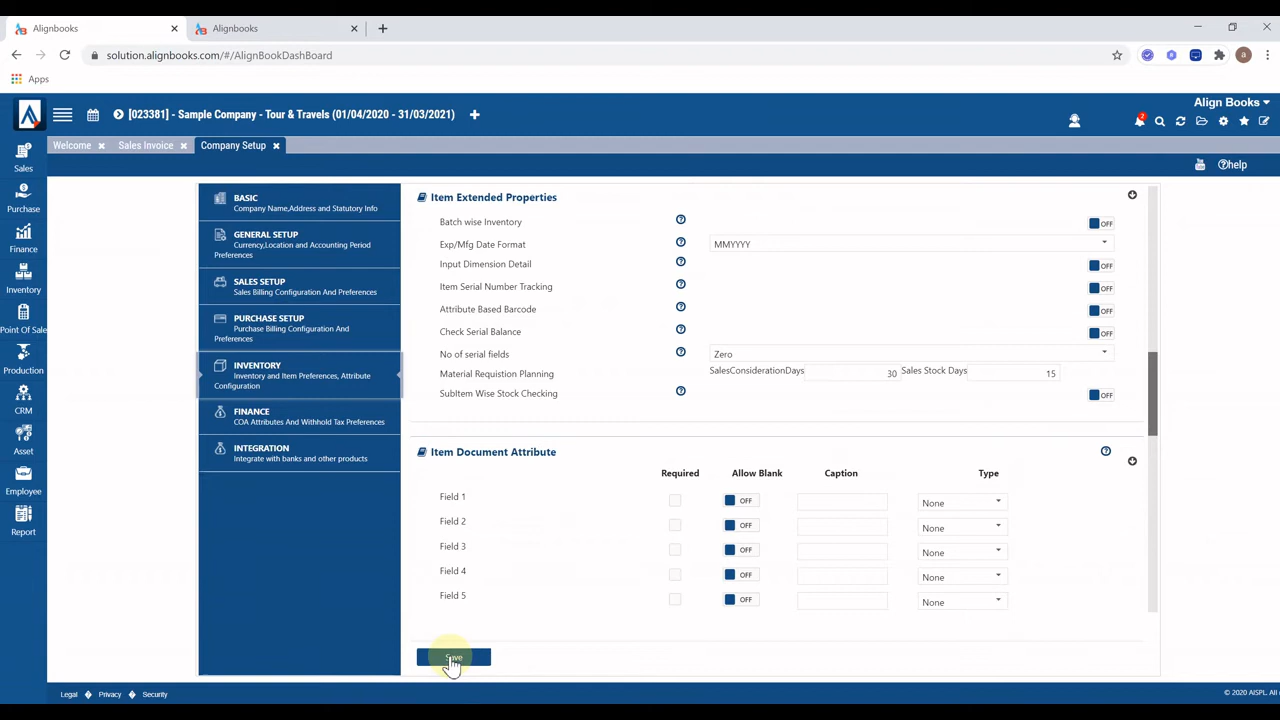 Alignbooks
Alignbooks
solution.alignbooks.com/#/AlignBookDashBoard
a
Apps
[023381] - Sample Company - Tour & Travels (01/04/2020 - 31/03/2021)
Align Books
2
Welcome
Sales Invoice
Company Setup
help
Sales
Purchase
Finance
Inventory
Point Of Sale
Production
CRM
Asset
Employee
Report
BASIC
Company Name,Address and Statutory Info
GENERAL SETUP
Currency,Location and Accounting Period
Preferences
SALES SETUP
Sales Billing Configuration And Preferences
PURCHASE SETUP
Purchase Billing Configuration And
Preferences
INVENTORY
Inventory and Item Preferences, Attribute
Configuration
FINANCE
COA Attributes And Withhold Tax Preferences
INTEGRATION
Integrate with banks and other products
Item Extended Properties
Batch wise Inventory OFF
Exp/Mfg Date Format MMYYYY
Input Dimension Detail OFF
Item Serial Number Tracking OFF
Attribute Based Barcode OFF
Check Serial Balance OFF
No of serial fields Zero
Material Requistion Planning SalesConsiderationDays 30 Sales Stock Days 15
SubItem Wise Stock Checking OFF
Item Document Attribute
Required Allow Blank Caption Type
Field 1 OFF None
Field 2 OFF None
Field 3 OFF None
Field 4 OFF None
Field 5 OFF None
Save
Legal Privacy Security
© 2020 AISPL. All